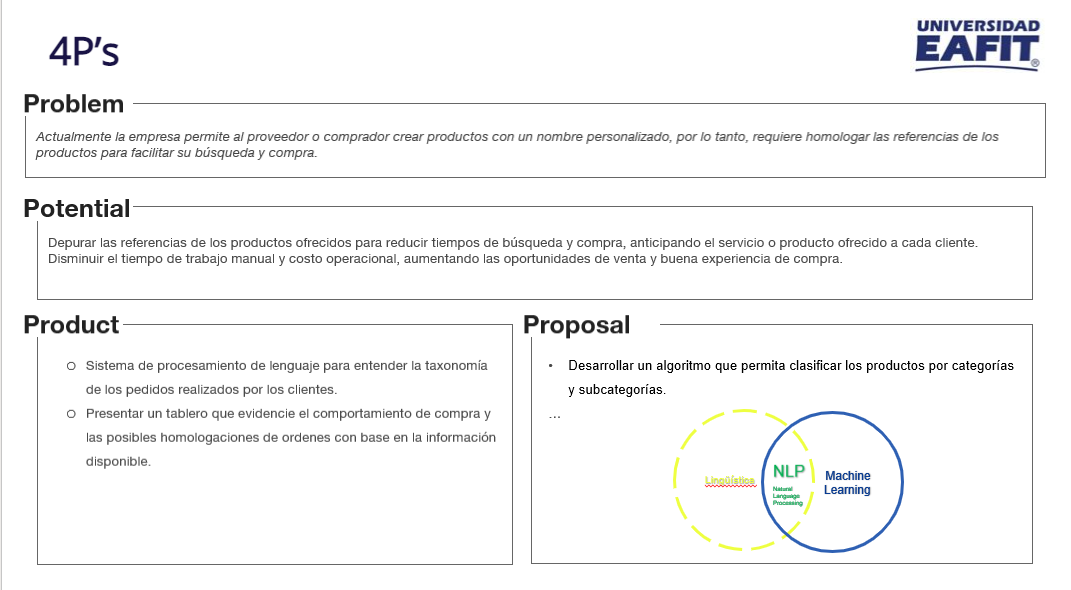 4P's
UNIVERSIDAD
EAFIT®
Problem
Actualmente la empresa permite al proveedor o comprador crear productos con un nombre personalizado, por lo tanto, requiere homologar las referencias de los
productos para facilitar su búsqueda y compra.
Potential
Depurar las referencias de los productos ofrecidos para reducir tiempos de búsqueda y compra, anticipando el servicio o producto ofrecido a cada cliente.
Disminuir el tiempo de trabajo manual y costo operacional, aumentando las oportunidades de venta y buena experiencia de compra.
Product
○ Sistema de procesamiento de lenguaje para entender la taxonomía
de los pedidos realizados por los clientes.
○ Presentar un tablero que evidencie el comportamiento de compra y
las posibles homologaciones de ordenes con base en la información
disponible.
Proposal
• Desarrollar un algoritmo que permita clasificar los productos por categorías
y subcategorías.
…
Lingüística
NLP
Natural
Language
Processing
Machine
Learning